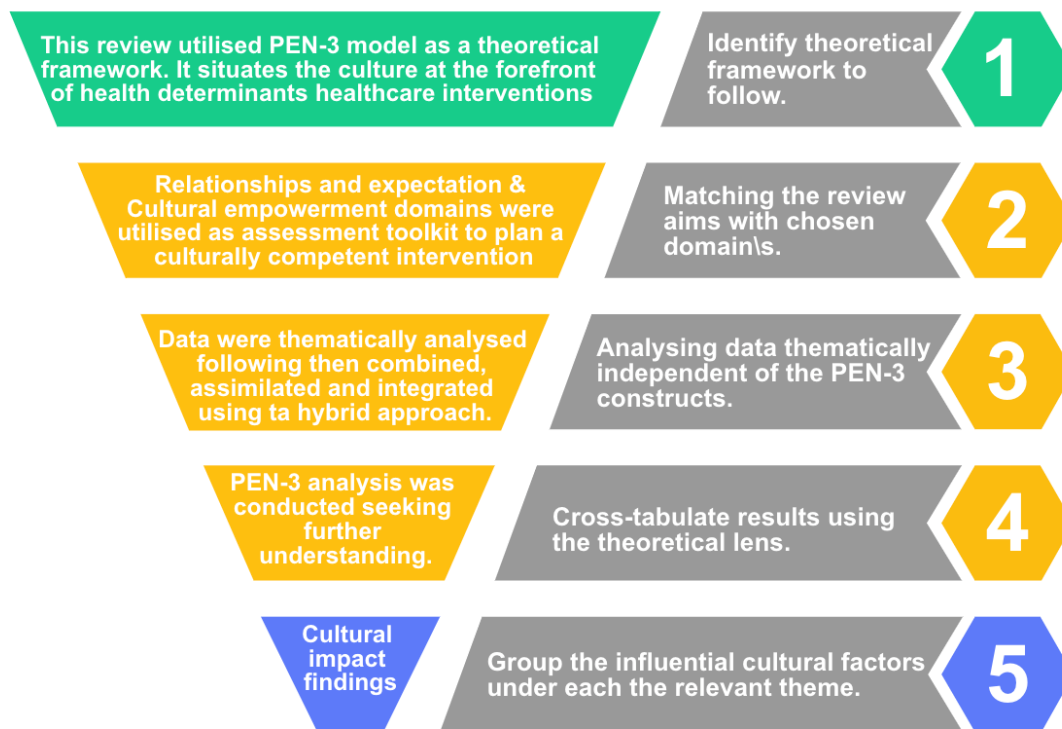 This review utilised PEN-3 model as a theoretical
framework. It situates the culture at the forefront
of health determinants healthcare interventions
Identify theoretical
framework to
follow.
1
Relationships and expectation &
Cultural empowerment domains were
utilised as assessment toolkit to plan a
culturally competent intervention
Matching the review
aims with chosen
domain\s.
2
Data were thematically analysed
following then combined,
assimilated and integrated
using ta hybrid approach.
Analysing data thematically
independent of the PEN-3
constructs.
3
PEN-3 analysis was
conducted seeking
further
understanding.
Cross-tabulate results using
the theoretical lens.
4
Cultural
impact
findings
Group the influential cultural factors
under each the relevant theme.
5